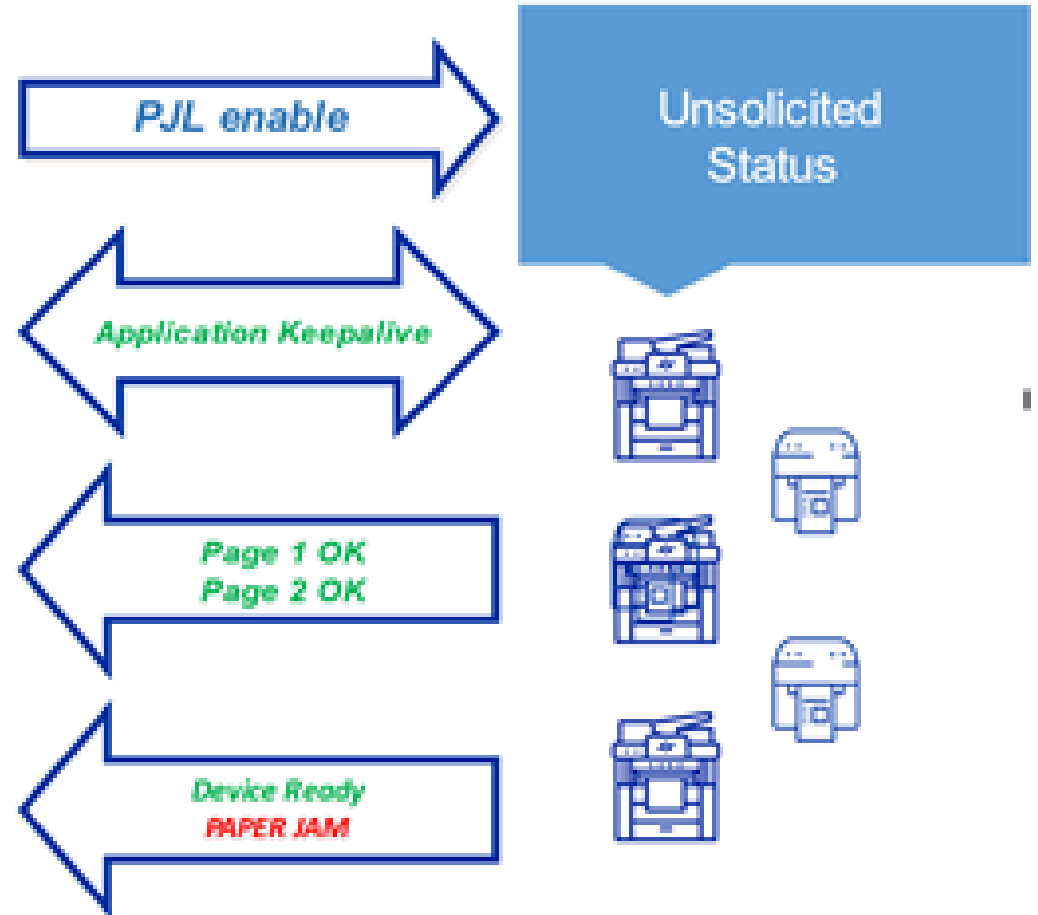 PJL enable
Unsolicited
Status
Application Keepalive
Page 1 OK
Page 2 OK
Device Ready
PAPER JAM